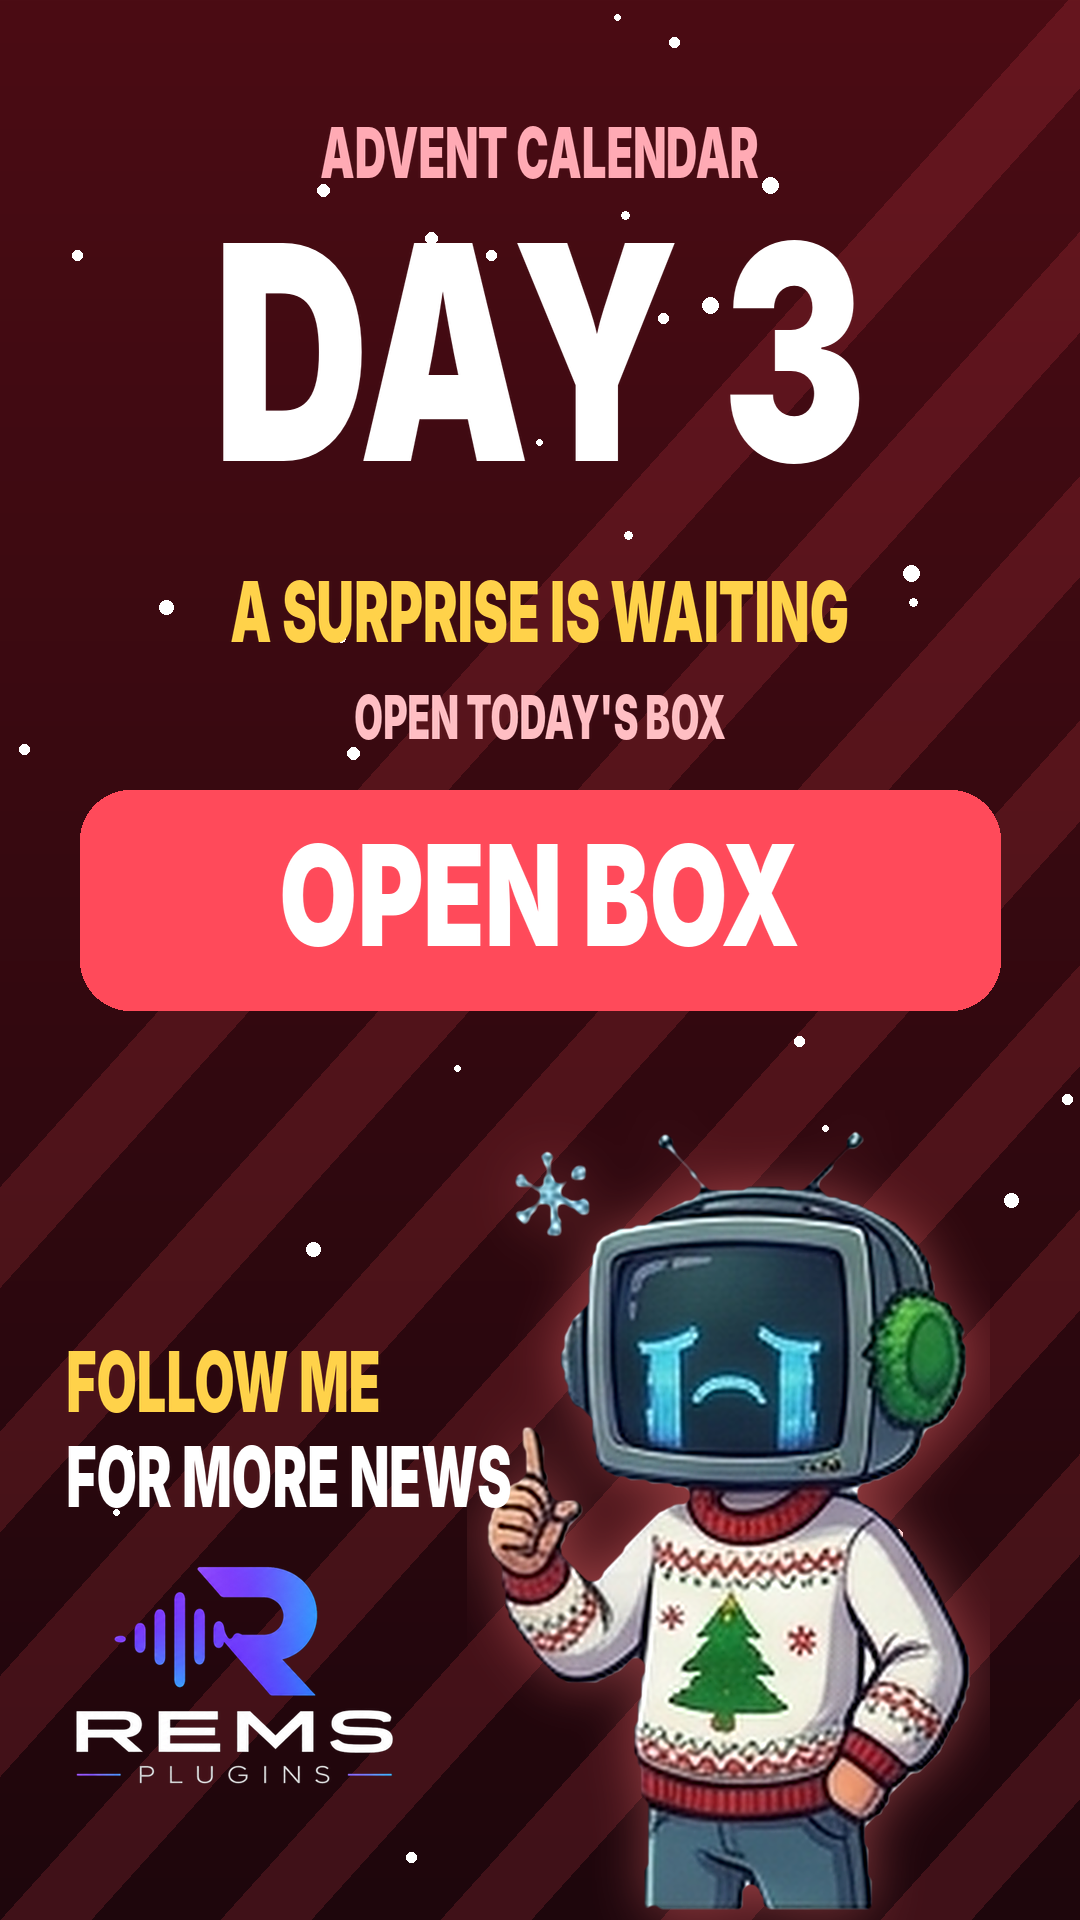 ADVENT CALENDAR
DAY 3
A SURPRISE IS WAITING
OPEN TODAY'S BOX
OPEN BOX
FOLLOW ME
FOR MORE NEWS
REMS
PLUGINS